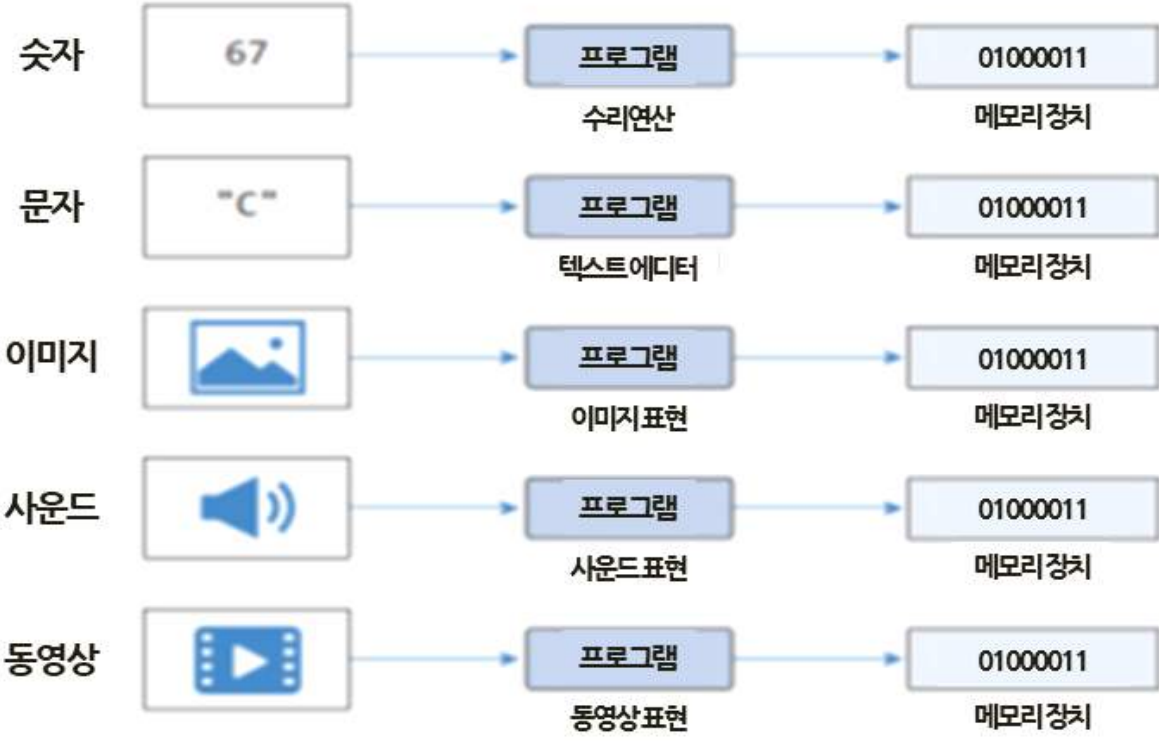 숫자 67 프로그램 01000011
수리연산 메모리 장치
문자 "C" 프로그램 01000011
텍스트 에디터 메모리 장치
이미지 프로그램 01000011
이미지 표현 메모리 장치
사운드 프로그램 01000011
사운드 표현 메모리 장치
동영상 프로그램 01000011
동영상 표현 메모리 장치